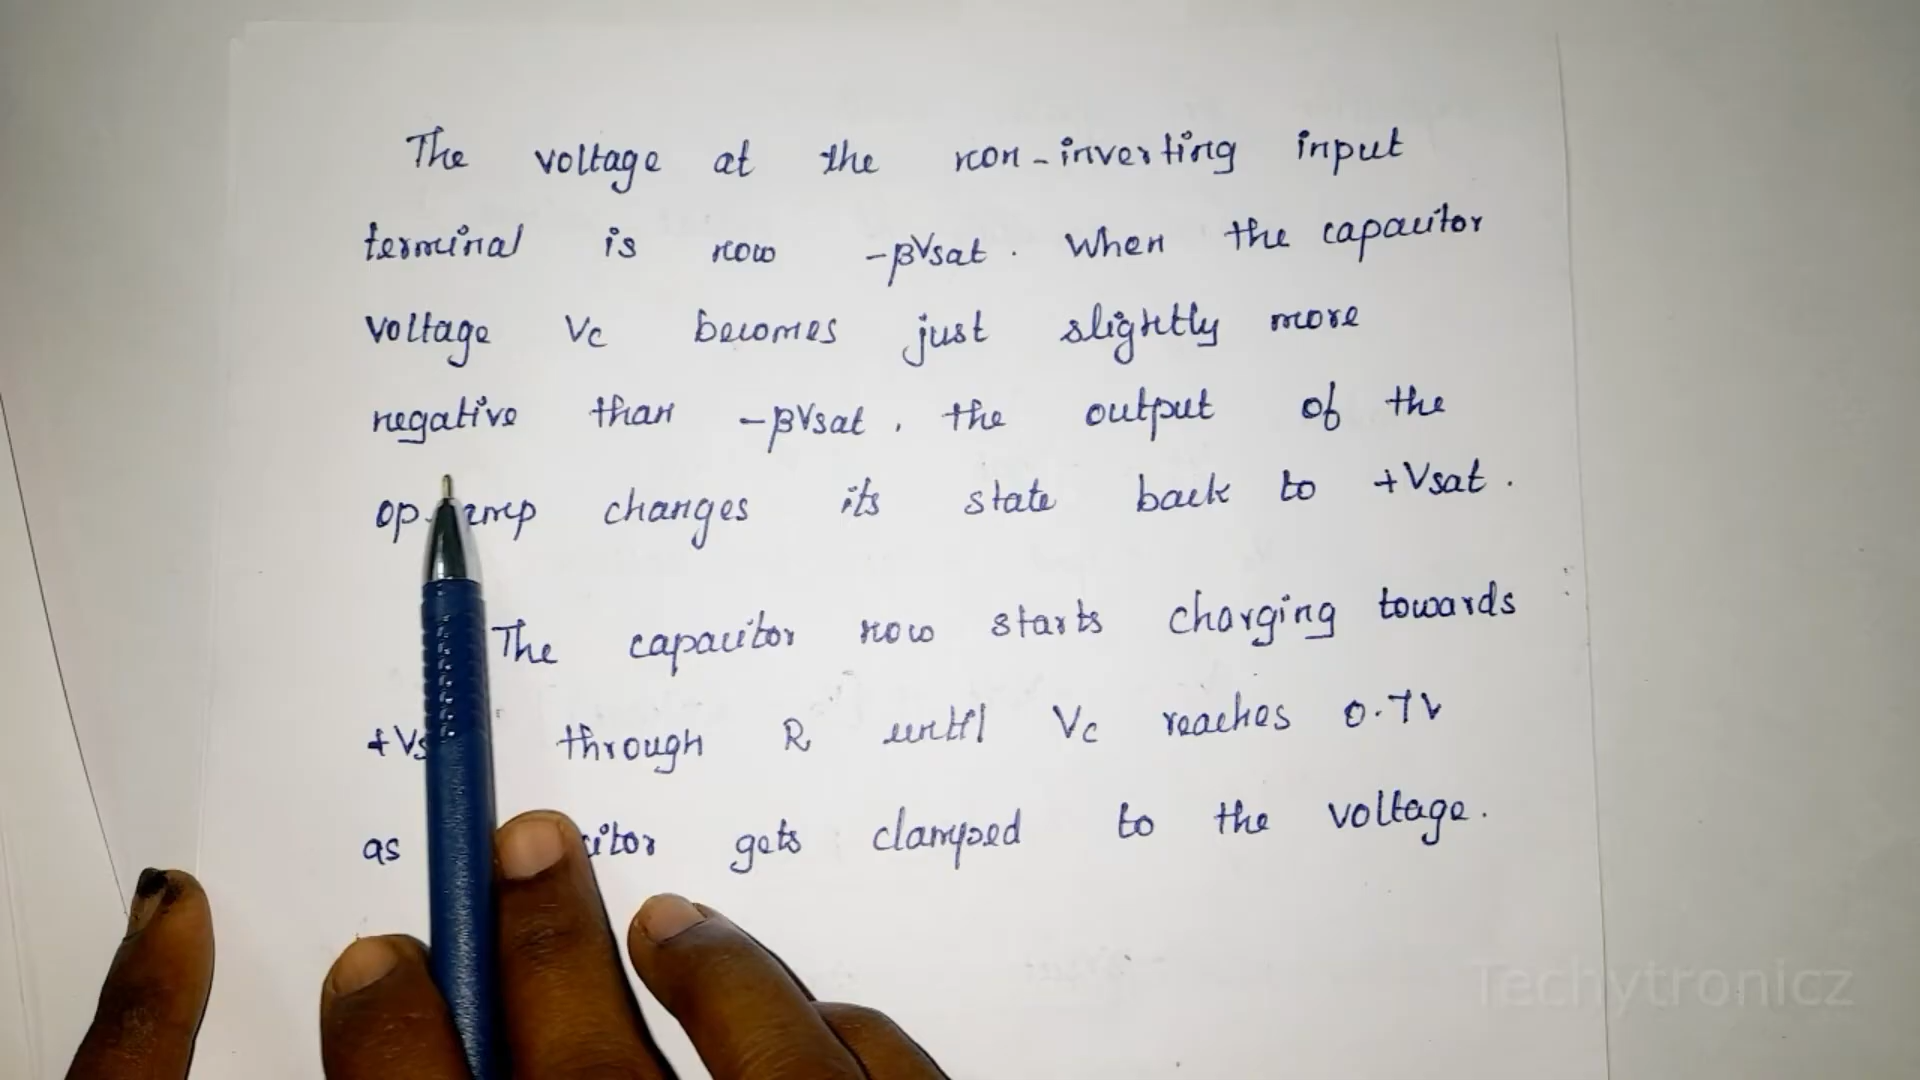 The voltage at the non-inverting input
terminal is now -βVsat. When the capacitor
voltage Vc becomes just slightly more
negative than -βVsat, the output of the
changes its state back to +Vsat.
The capacitor now starts charging towards
through R until Vc reaches 0.7V
as gets clamped to the voltage.
Techytronicz